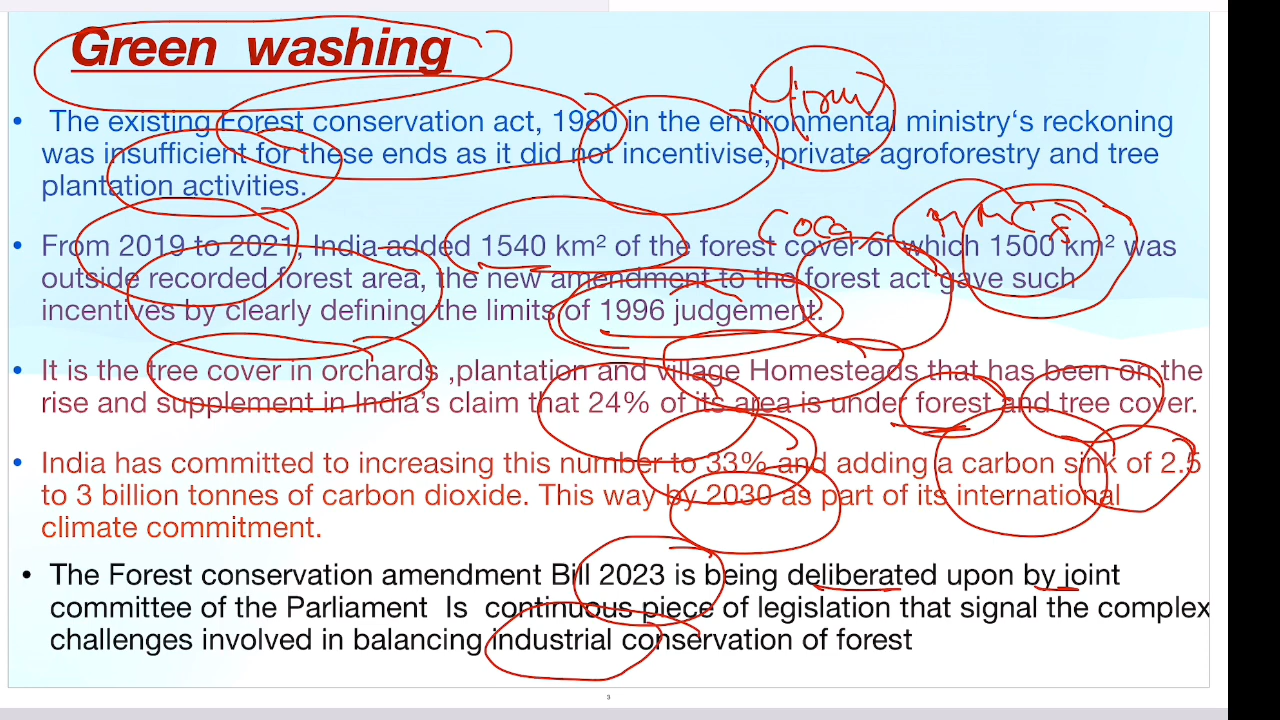 Green washing
• The existing Forest conservation act, 1980 in the environmental ministry‘s reckoning
was insufficient for these ends as it did not incentivise, private agroforestry and tree
plantation activities.
• From 2019 to 2021, India added 1540 km² of the forest cover of which 1500 km² was
outside recorded forest area, the new amendment to the forest act gave such
incentives by clearly defining the limits of 1996 judgement.
• It is the tree cover in orchards ,plantation and village Homesteads that has been on the
rise and supplement in India’s claim that 24% of its area is under forest and tree cover.
• India has committed to increasing this number to 33% and adding a carbon sink of 2.5
to 3 billion tonnes of carbon dioxide. This way by 2030 as part of its international
climate commitment.
• The Forest conservation amendment Bill 2023 is being deliberated upon by joint
committee of the Parliament Is continuous piece of legislation that signal the complex
challenges involved in balancing industrial conservation of forest
3